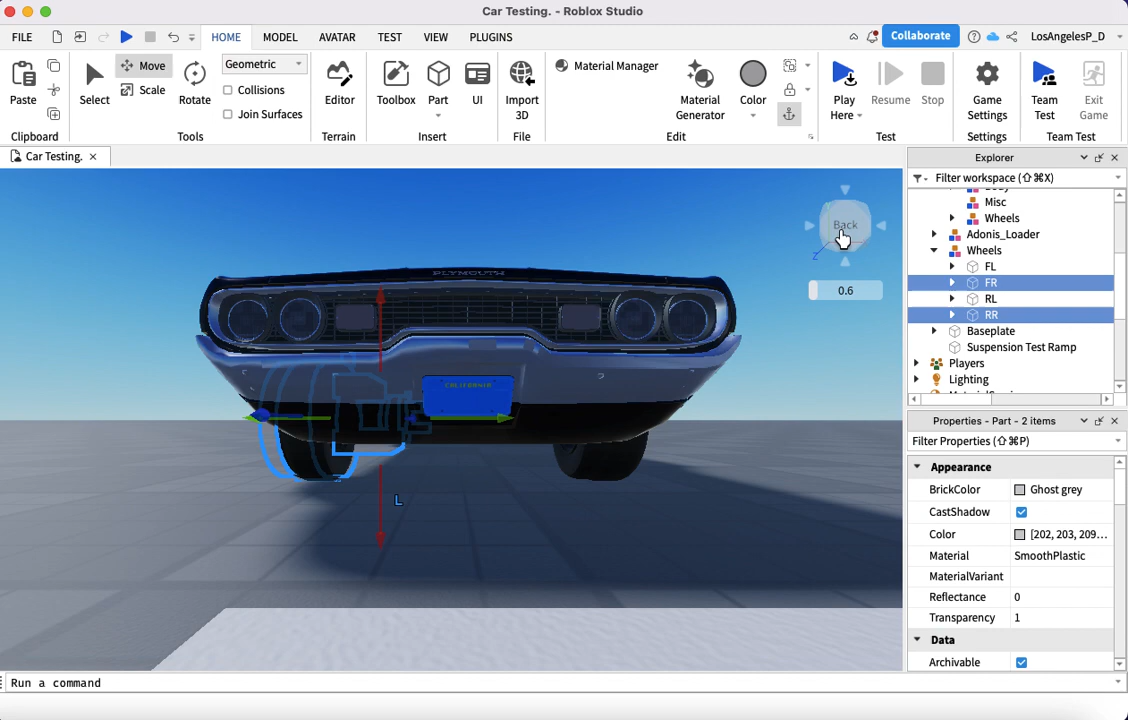 Car Testing. - Roblox Studio
FILE HOME MODEL AVATAR TEST VIEW PLUGINS Collaborate LosAngelesP_D
Paste Select Move Scale Rotate Geometric Collisions Join Surfaces Editor Toolbox Part UI Import 3D Material Manager Material Generator Color Play Here Resume Stop Game Settings Team Test Exit Game
Clipboard Tools Terrain Insert File Edit Test Settings Team Test
Car Testing.
PLYMOUTH
CALIFORNIA
L
Back
Z
0.6
Explorer
Filter workspace (⇧⌘X)
Misc
Wheels
Adonis_Loader
Wheels
FL
FR
RL
RR
Baseplate
Suspension Test Ramp
Players
Lighting
Properties - Part - 2 items
Filter Properties (⇧⌘P)
Appearance
BrickColor Ghost grey
CastShadow
Color [202, 203, 209...
Material SmoothPlastic
MaterialVariant
Reflectance 0
Transparency 1
Data
Archivable
Run a command